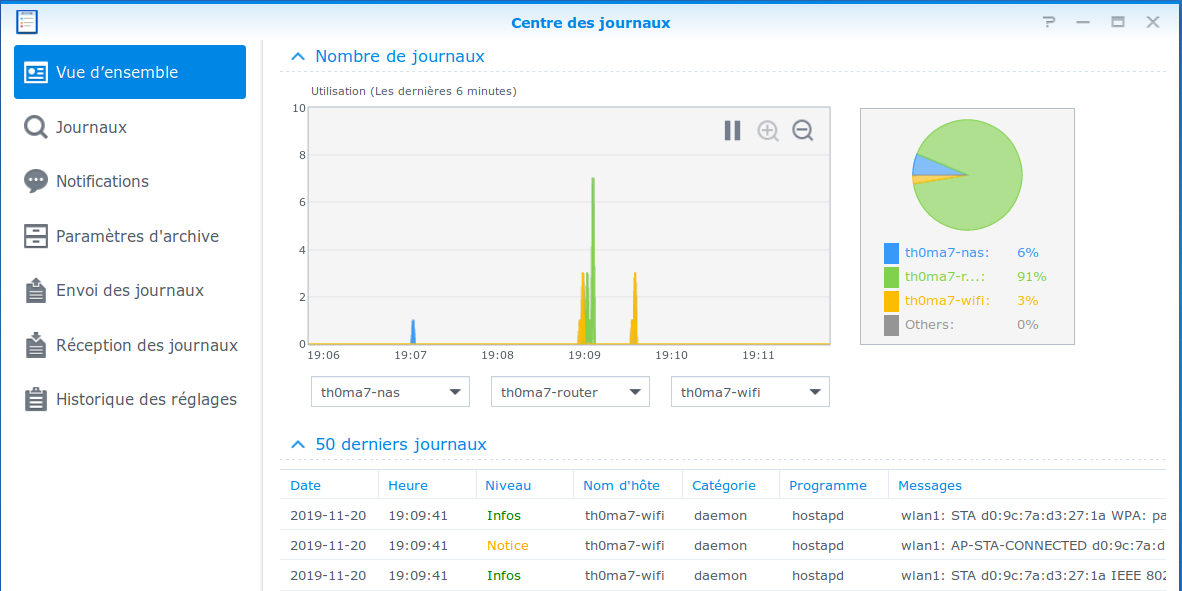 Centre des journaux
Vue d’ensemble
Journaux
Notifications
Paramètres d'archive
Envoi des journaux
Réception des journaux
Historique des réglages
Nombre de journaux
Utilisation (Les dernières 6 minutes)
10
8
6
4
2
0
19:06 19:07 19:08 19:09 19:10 19:11
th0ma7-nas: 6%
th0ma7-r...: 91%
th0ma7-wifi: 3%
Others: 0%
th0ma7-nas th0ma7-router th0ma7-wifi
50 derniers journaux
Date Heure Niveau Nom d'hôte Catégorie Programme Messages
2019-11-20 19:09:41 Infos th0ma7-wifi daemon hostapd wlan1: STA d0:9c:7a:d3:27:1a WPA: pa
2019-11-20 19:09:41 Notice th0ma7-wifi daemon hostapd wlan1: AP-STA-CONNECTED d0:9c:7a:d
2019-11-20 19:09:41 Infos th0ma7-wifi daemon hostapd wlan1: STA d0:9c:7a:d3:27:1a IEEE 802